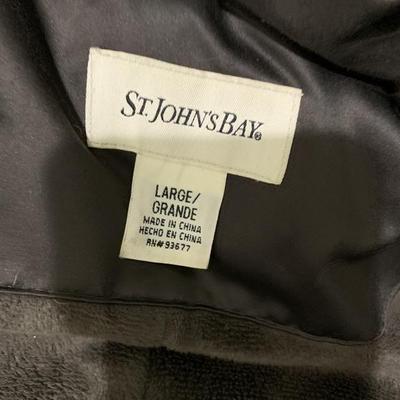 ST. JOHN'S BAY®
LARGE/
GRANDE
MADE IN CHINA
HECHO EN CHINA
RN# 93677